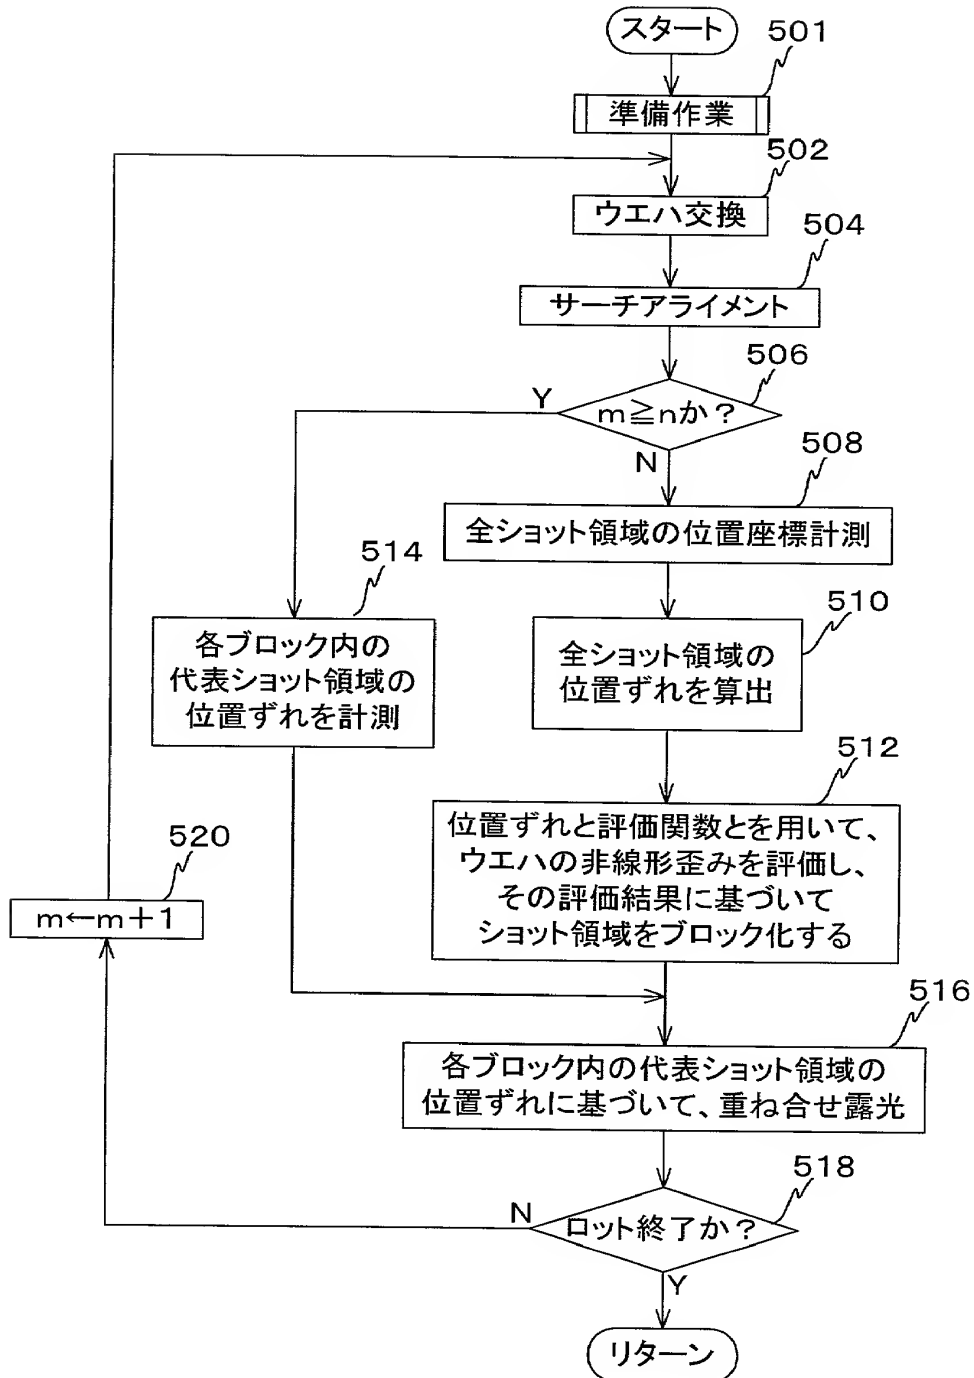 スタート
501
準備作業
502
ウエハ交換
504
サーチアライメント
506
m≧nか？
Y
N
508
全ショット領域の位置座標計測
514
各ブロック内の
代表ショット領域の
位置ずれを計測
510
全ショット領域の
位置ずれを算出
512
位置ずれと評価関数とを用いて、
ウエハの非線形歪みを評価し、
その評価結果に基づいて
ショット領域をブロック化する
520
m←m＋1
516
各ブロック内の代表ショット領域の
位置ずれに基づいて、重ね合せ露光
518
ロット終了か？
N
Y
リターン